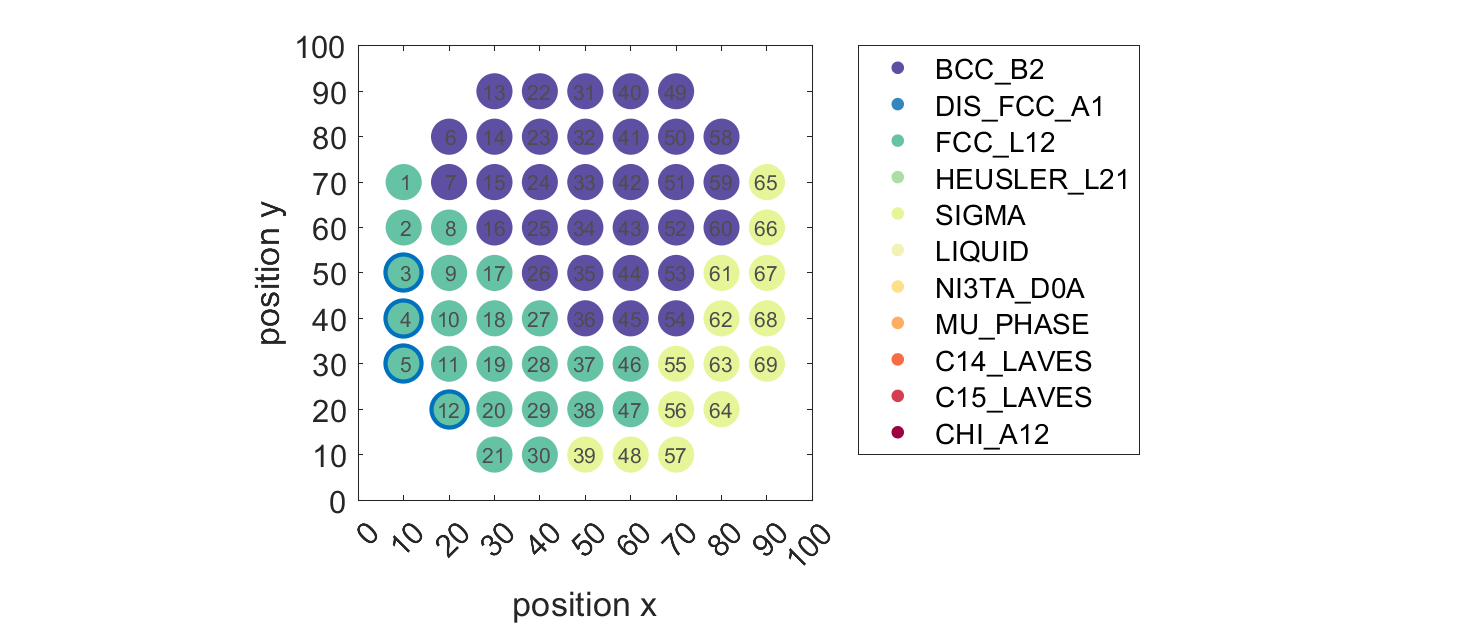 100
90
80
70
60
50
40
30
20
10
0
position y
13 22 31 40 49
6 14 23 32 41 50 58
1 7 15 24 33 42 51 59 65
2 8 16 25 34 43 52 60 66
3 9 17 26 35 44 53 61 67
4 10 18 27 36 45 54 62 68
5 11 19 28 37 46 55 63 69
12 20 29 38 47 56 64
21 30 39 48 57
0 10 20 30 40 50 60 70 80 90 100
position x
BCC_B2
DIS_FCC_A1
FCC_L12
HEUSLER_L21
SIGMA
LIQUID
NI3TA_D0A
MU_PHASE
C14_LAVES
C15_LAVES
CHI_A12